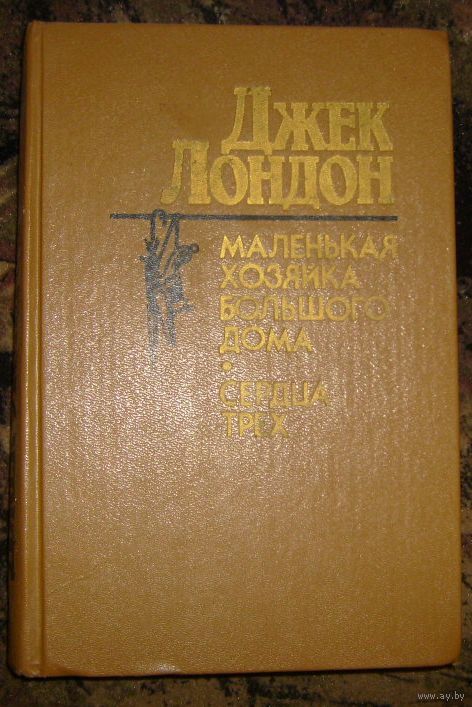 ДЖЕК
ЛОНДОН
МАЛЕНЬКАЯ
ХОЗЯЙКА
БОЛЬШОГО
ДОМА
•
СЕРДЦА
ТРЕХ
www.ay.by